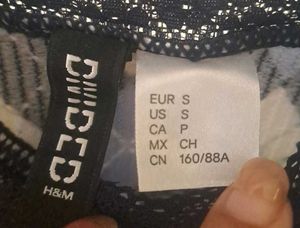 DIVIDED
H&M
EUR S
US S
CA P
MX CH
CN 160/88A